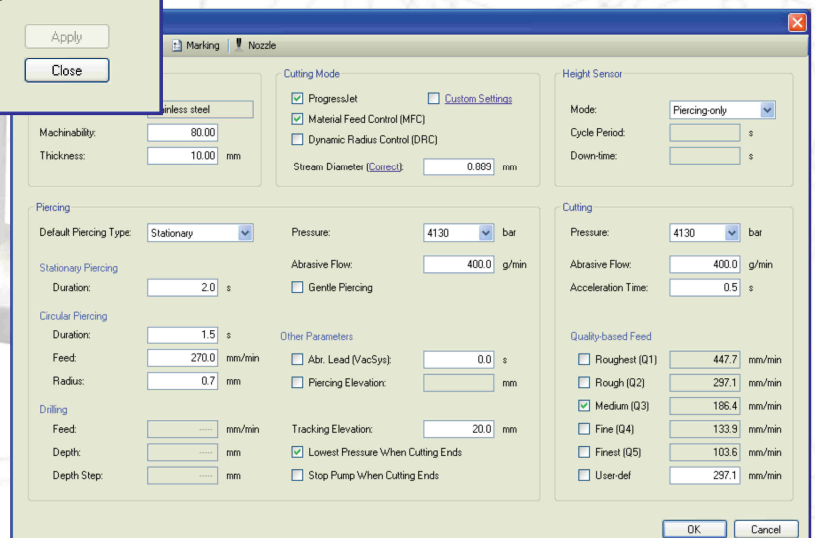 Apply
Close
Marking Nozzle
Cutting Mode
ProgressJet Custom Settings
Material Feed Control (MFC)
Dynamic Radius Control (DRC)
Stream Diameter (Correct): 0.889 mm
Height Sensor
Mode: Piercing-only
Cycle Period: s
Down-time: s
steel
Machinability: 80.00
Thickness: 10.00 mm
Piercing
Default Piercing Type: Stationary
Stationary Piercing
Duration: 2.0 s
Circular Piercing
Duration: 1.5 s
Feed: 270.0 mm/min
Radius: 0.7 mm
Drilling
Feed: ----- mm/min
Depth: ----- mm
Depth Step: ----- mm
Pressure: 4130 bar
Abrasive Flow: 400.0 g/min
Gentle Piercing
Other Parameters
Abr. Lead (VacSys): 0.0 s
Piercing Elevation: mm
Tracking Elevation: 20.0 mm
Lowest Pressure When Cutting Ends
Stop Pump When Cutting Ends
Cutting
Pressure: 4130 bar
Abrasive Flow: 400.0 g/min
Acceleration Time: 0.5 s
Quality-based Feed
Roughest (Q1) 447.7 mm/min
Rough (Q2) 297.1 mm/min
Medium (Q3) 186.4 mm/min
Fine (Q4) 133.9 mm/min
Finest (Q5) 103.6 mm/min
User-def 297.1 mm/min
OK Cancel